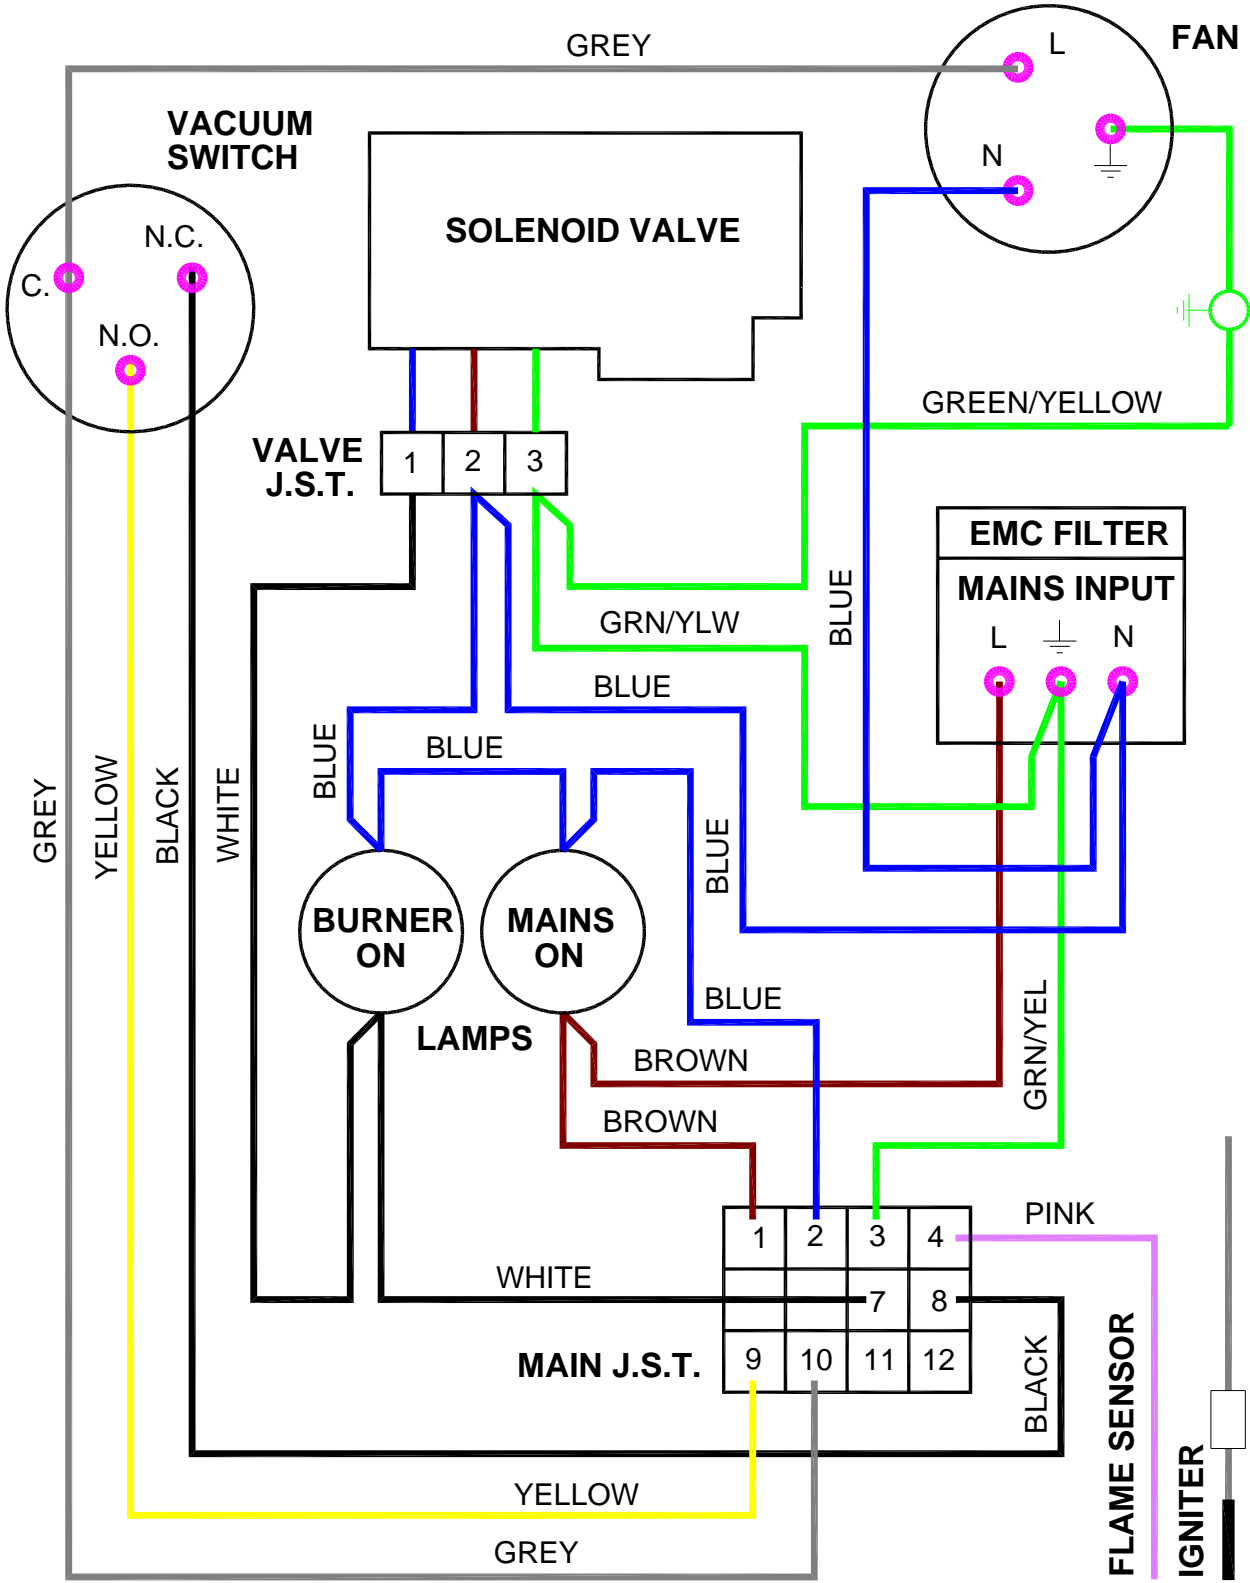 GREY
L
FAN
VACUUM
SWITCH
N
SOLENOID VALVE
N.C.
C.
N.O.
GREEN/YELLOW
VALVE
J.S.T.
1 2 3
EMC FILTER
MAINS INPUT
L N
BLUE
GRN/YLW
BLUE
BLUE
BLUE
GREY
YELLOW
BLACK
WHITE
BLUE
BURNER
ON
MAINS
ON
LAMPS
BLUE
BROWN
GRN/YEL
BROWN
PINK
1 2 3 4
WHITE
7 8
MAIN J.S.T.
9 10 11 12
BLACK
FLAME SENSOR
IGNITER
YELLOW
GREY